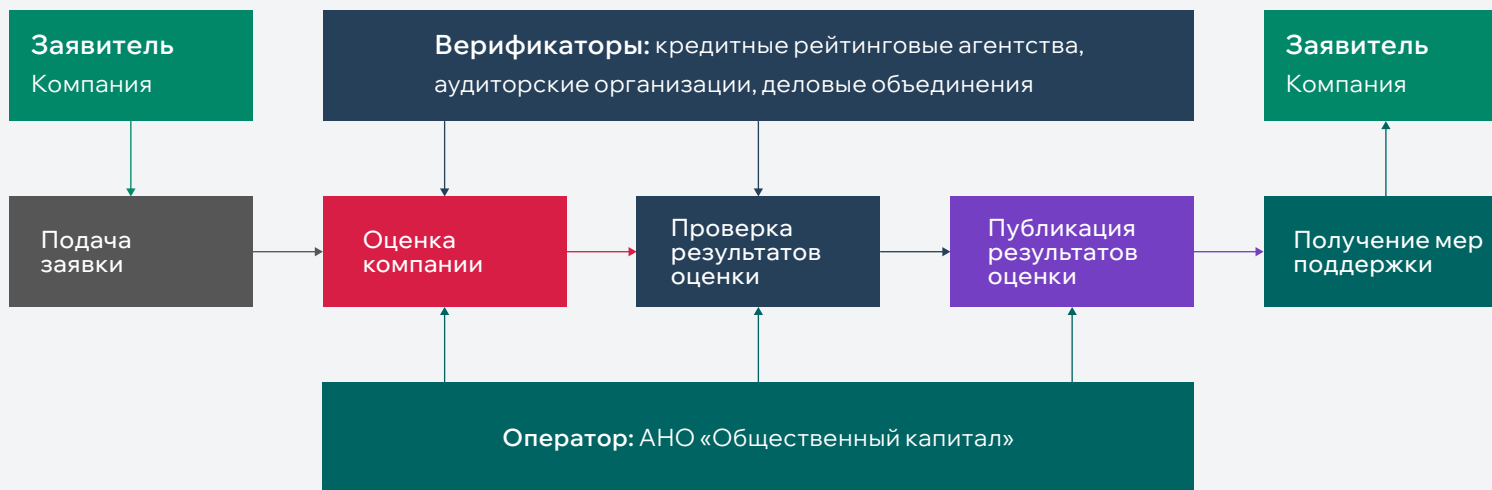 Заявитель
Компания
Верификаторы: кредитные рейтинговые агентства,
аудиторские организации, деловые объединения
Заявитель
Компания
Подача
заявки
Оценка
компании
Проверка
результатов
оценки
Публикация
результатов
оценки
Получение мер
поддержки
Оператор: АНО «Общественный капитал»